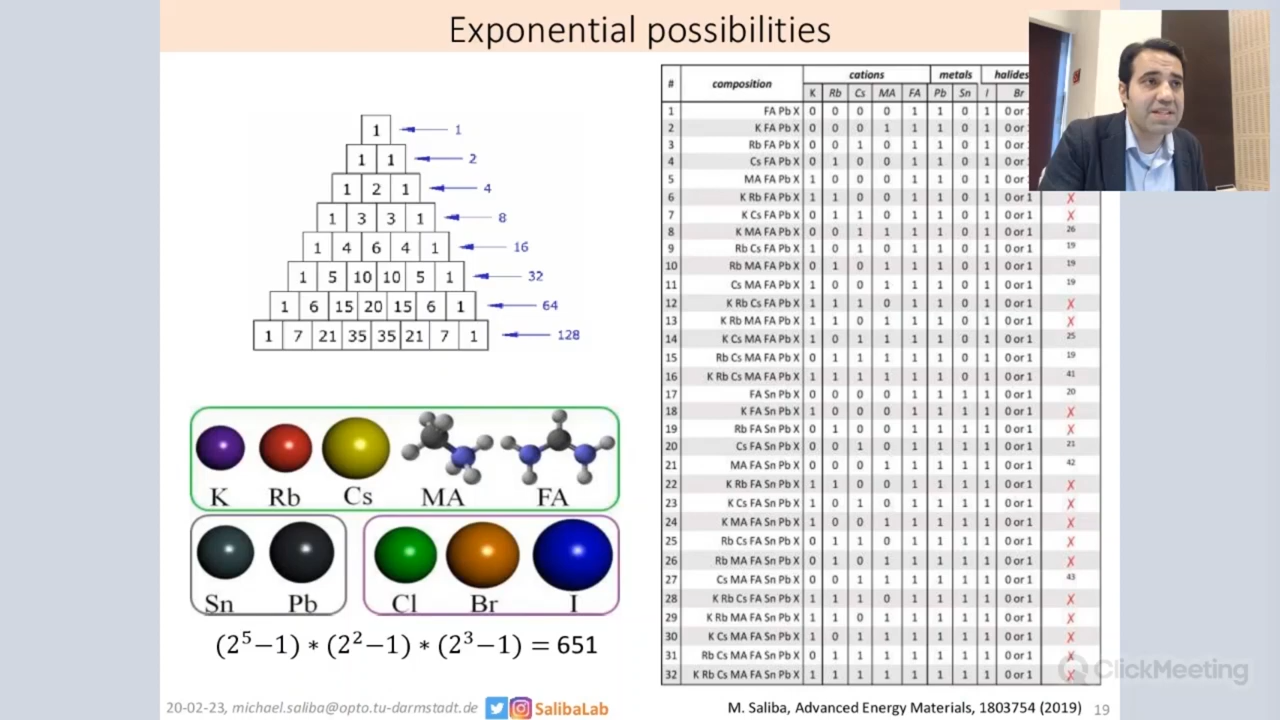 Exponential possibilities
1 1
1 1 2
1 2 1 4
1 3 3 1 8
1 4 6 4 1 16
1 5 10 10 5 1 32
1 6 15 20 15 6 1 64
1 7 21 35 35 21 7 1 128
K Rb Cs MA FA
Sn Pb Cl Br I
(2⁵−1) ∗ (2²−1) ∗ (2³−1) = 651
# composition cations metals halides
K Rb Cs MA FA Pb Sn I Br
1 FA Pb X 0 0 0 0 1 1 0 1 0 or
2 K FA Pb X 0 0 0 1 1 1 0 1 0 or
3 Rb FA Pb X 0 0 1 0 1 1 0 1 0 or
4 Cs FA Pb X 0 1 0 0 1 1 0 1 0 or
5 MA FA Pb X 1 0 0 0 1 1 0 1 0 or
6 K Rb FA Pb X 1 1 0 0 1 1 0 1 0 or 1 X
7 K Cs FA Pb X 0 1 1 0 1 1 0 1 0 or 1 X
8 K MA FA Pb X 0 0 1 1 1 1 0 1 0 or 1 26
9 Rb Cs FA Pb X 1 0 1 0 1 1 0 1 0 or 1 19
10 Rb MA FA Pb X 0 1 0 1 1 1 0 1 0 or 1 19
11 Cs MA FA Pb X 1 0 0 1 1 1 0 1 0 or 1 19
12 K Rb Cs FA Pb X 1 1 1 0 1 1 0 1 0 or 1 X
13 K Rb MA FA Pb X 1 1 0 1 1 1 0 1 0 or 1 X
14 K Cs MA FA Pb X 1 0 1 1 1 1 0 1 0 or 1 25
15 Rb Cs MA FA Pb X 0 1 1 1 1 1 0 1 0 or 1 19
16 K Rb Cs MA FA Pb X 1 1 1 1 1 1 0 1 0 or 1 41
17 FA Sn Pb X 0 0 0 0 1 1 1 1 0 or 1 20
18 K FA Sn Pb X 1 0 0 0 1 1 1 1 0 or 1 X
19 Rb FA Sn Pb X 0 1 0 0 1 1 1 1 0 or 1 X
20 Cs FA Sn Pb X 0 0 1 0 1 1 1 1 0 or 1 21
21 MA FA Sn Pb X 0 0 0 1 1 1 1 1 0 or 1 42
22 K Rb FA Sn Pb X 1 1 0 0 1 1 1 1 0 or 1 X
23 K Cs FA Sn Pb X 1 0 1 0 1 1 1 1 0 or 1 X
24 K MA FA Sn Pb X 1 0 0 1 1 1 1 1 0 or 1 X
25 Rb Cs FA Sn Pb X 0 1 1 0 1 1 1 1 0 or 1 X
26 Rb MA FA Sn Pb X 0 1 0 1 1 1 1 1 0 or 1 X
27 Cs MA FA Sn Pb X 0 0 1 1 1 1 1 1 0 or 1 43
28 K Rb Cs FA Sn Pb X 1 1 1 0 1 1 1 1 0 or 1 X
29 K Rb MA FA Sn Pb X 1 1 0 1 1 1 1 1 0 or 1 X
30 K Cs MA FA Sn Pb X 1 0 1 1 1 1 1 1 0 or 1 X
31 Rb Cs MA FA Sn Pb X 0 1 1 1 1 1 1 1 0 or 1 X
32 K Rb Cs MA FA Sn Pb X 1 1 1 1 1 1 1 1 0 or 1 X
ClickMeeting
20-02-23, michael.saliba@opto.tu-darmstadt.de SalibaLab M. Saliba, Advanced Energy Materials, 1803754 (2019) 19